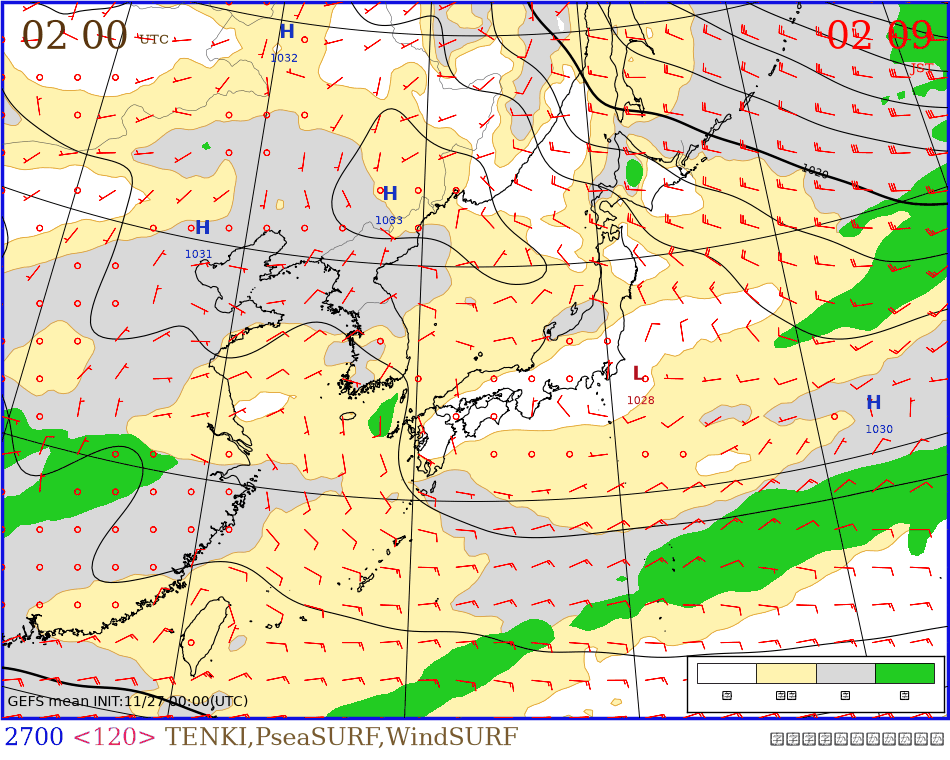 02 00 UTC
02 09
JST
H
1032
H
1033
H
1031
1020
L
1028
H
1030
GEFS mean INIT:11/27 00:00(UTC)
2700 <120> TENKI,PseaSURF,WindSURF